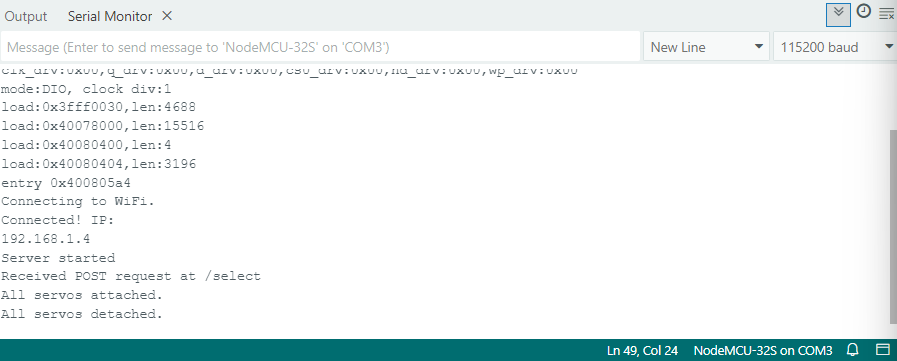 Output Serial Monitor
Message (Enter to send message to 'NodeMCU-32S' on 'COM3') New Line 115200 baud
clk_drv:0x00,q_drv:0x00,d_drv:0x00,cs0_drv:0x00,hd_drv:0x00,wp_drv:0x00
mode:DIO, clock div:1
load:0x3fff0030,len:4688
load:0x40078000,len:15516
load:0x40080400,len:4
load:0x40080404,len:3196
entry 0x400805a4
Connecting to WiFi.
Connected! IP:
192.168.1.4
Server started
Received POST request at /select
All servos attached.
All servos detached.
Ln 49, Col 24 NodeMCU-32S on COM3